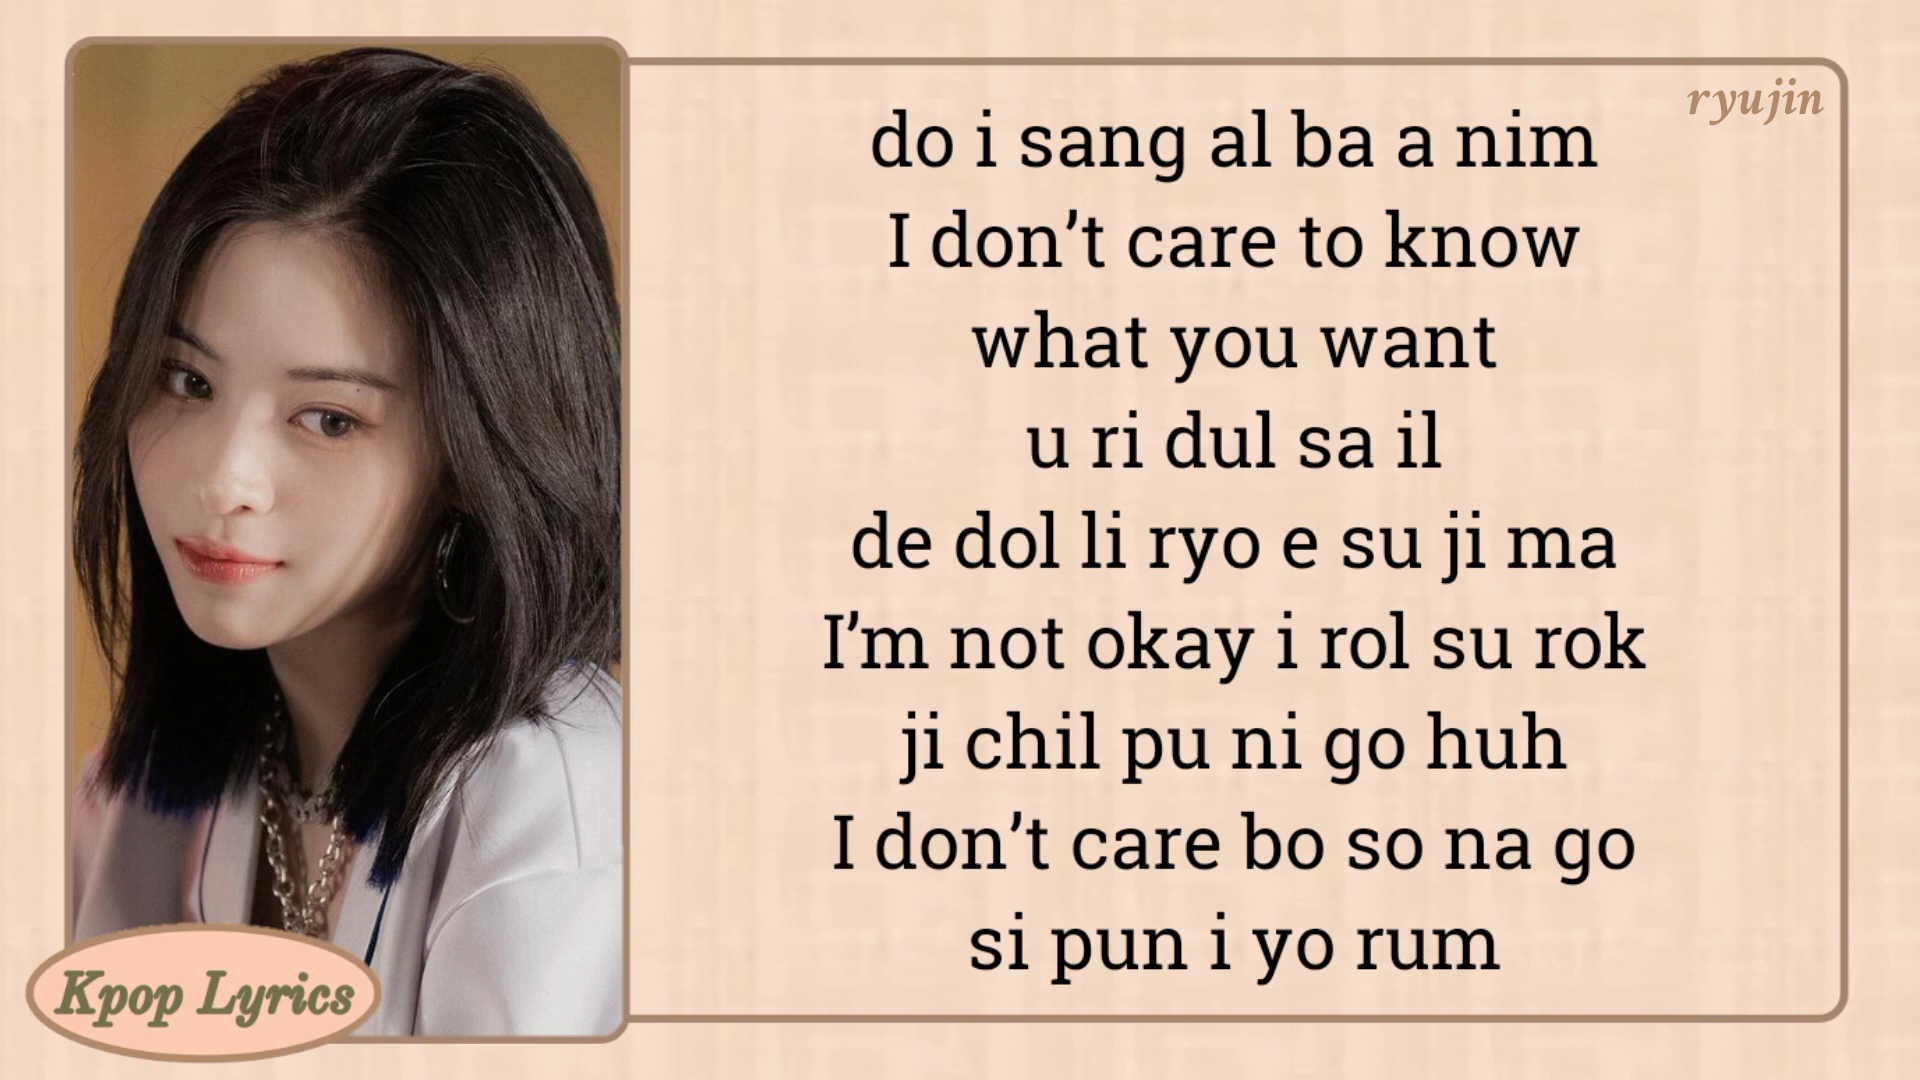 ryujin
do i sang al ba a nim
I don’t care to know
what you want
u ri dul sa il
de dol li ryo e su ji ma
I’m not okay i rol su rok
ji chil pu ni go huh
I don’t care bo so na go
si pun i yo rum
Kpop Lyrics